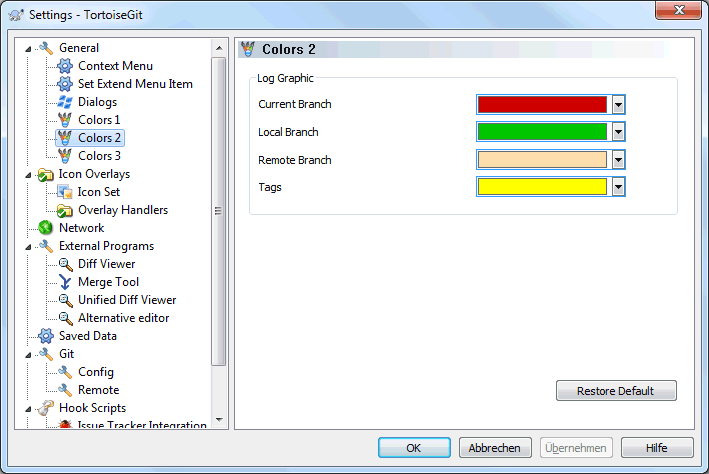 Settings - TortoiseGit
General
Context Menu
Set Extend Menu Item
Dialogs
Colors 1
Colors 2
Colors 3
Icon Overlays
Icon Set
Overlay Handlers
Network
External Programs
Diff Viewer
Merge Tool
Unified Diff Viewer
Alternative editor
Saved Data
Git
Config
Remote
Hook Scripts
Issue Tracker Integration
Colors 2
Log Graphic
Current Branch
Local Branch
Remote Branch
Tags
Restore Default
OK
Abbrechen
Übernehmen
Hilfe